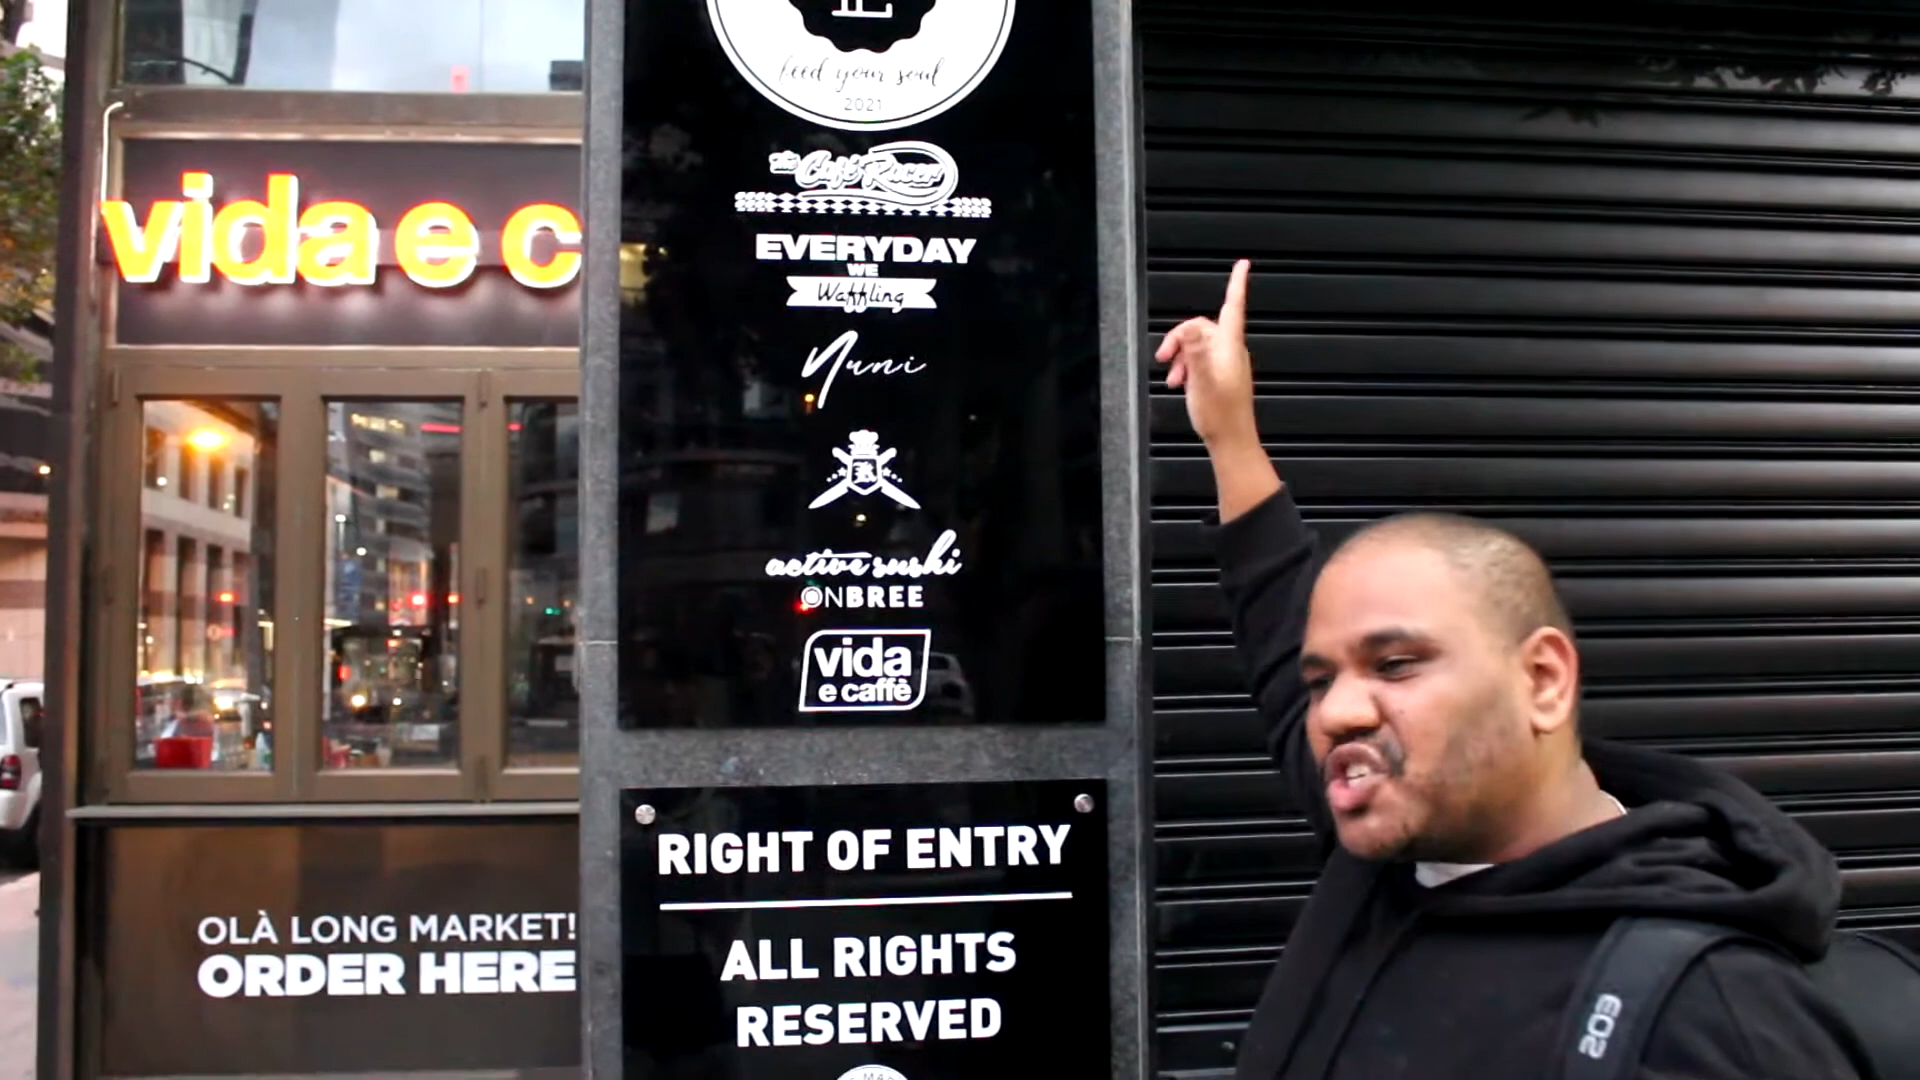 feed your soul
2021
vida e c
the Café Racer
EVERYDAY
WE
Waffling
Nuni
R
active sushi
ONBREE
vida
e caffè
RIGHT OF ENTRY
ALL RIGHTS
RESERVED
OLÀ LONG MARKET!
ORDER HERE